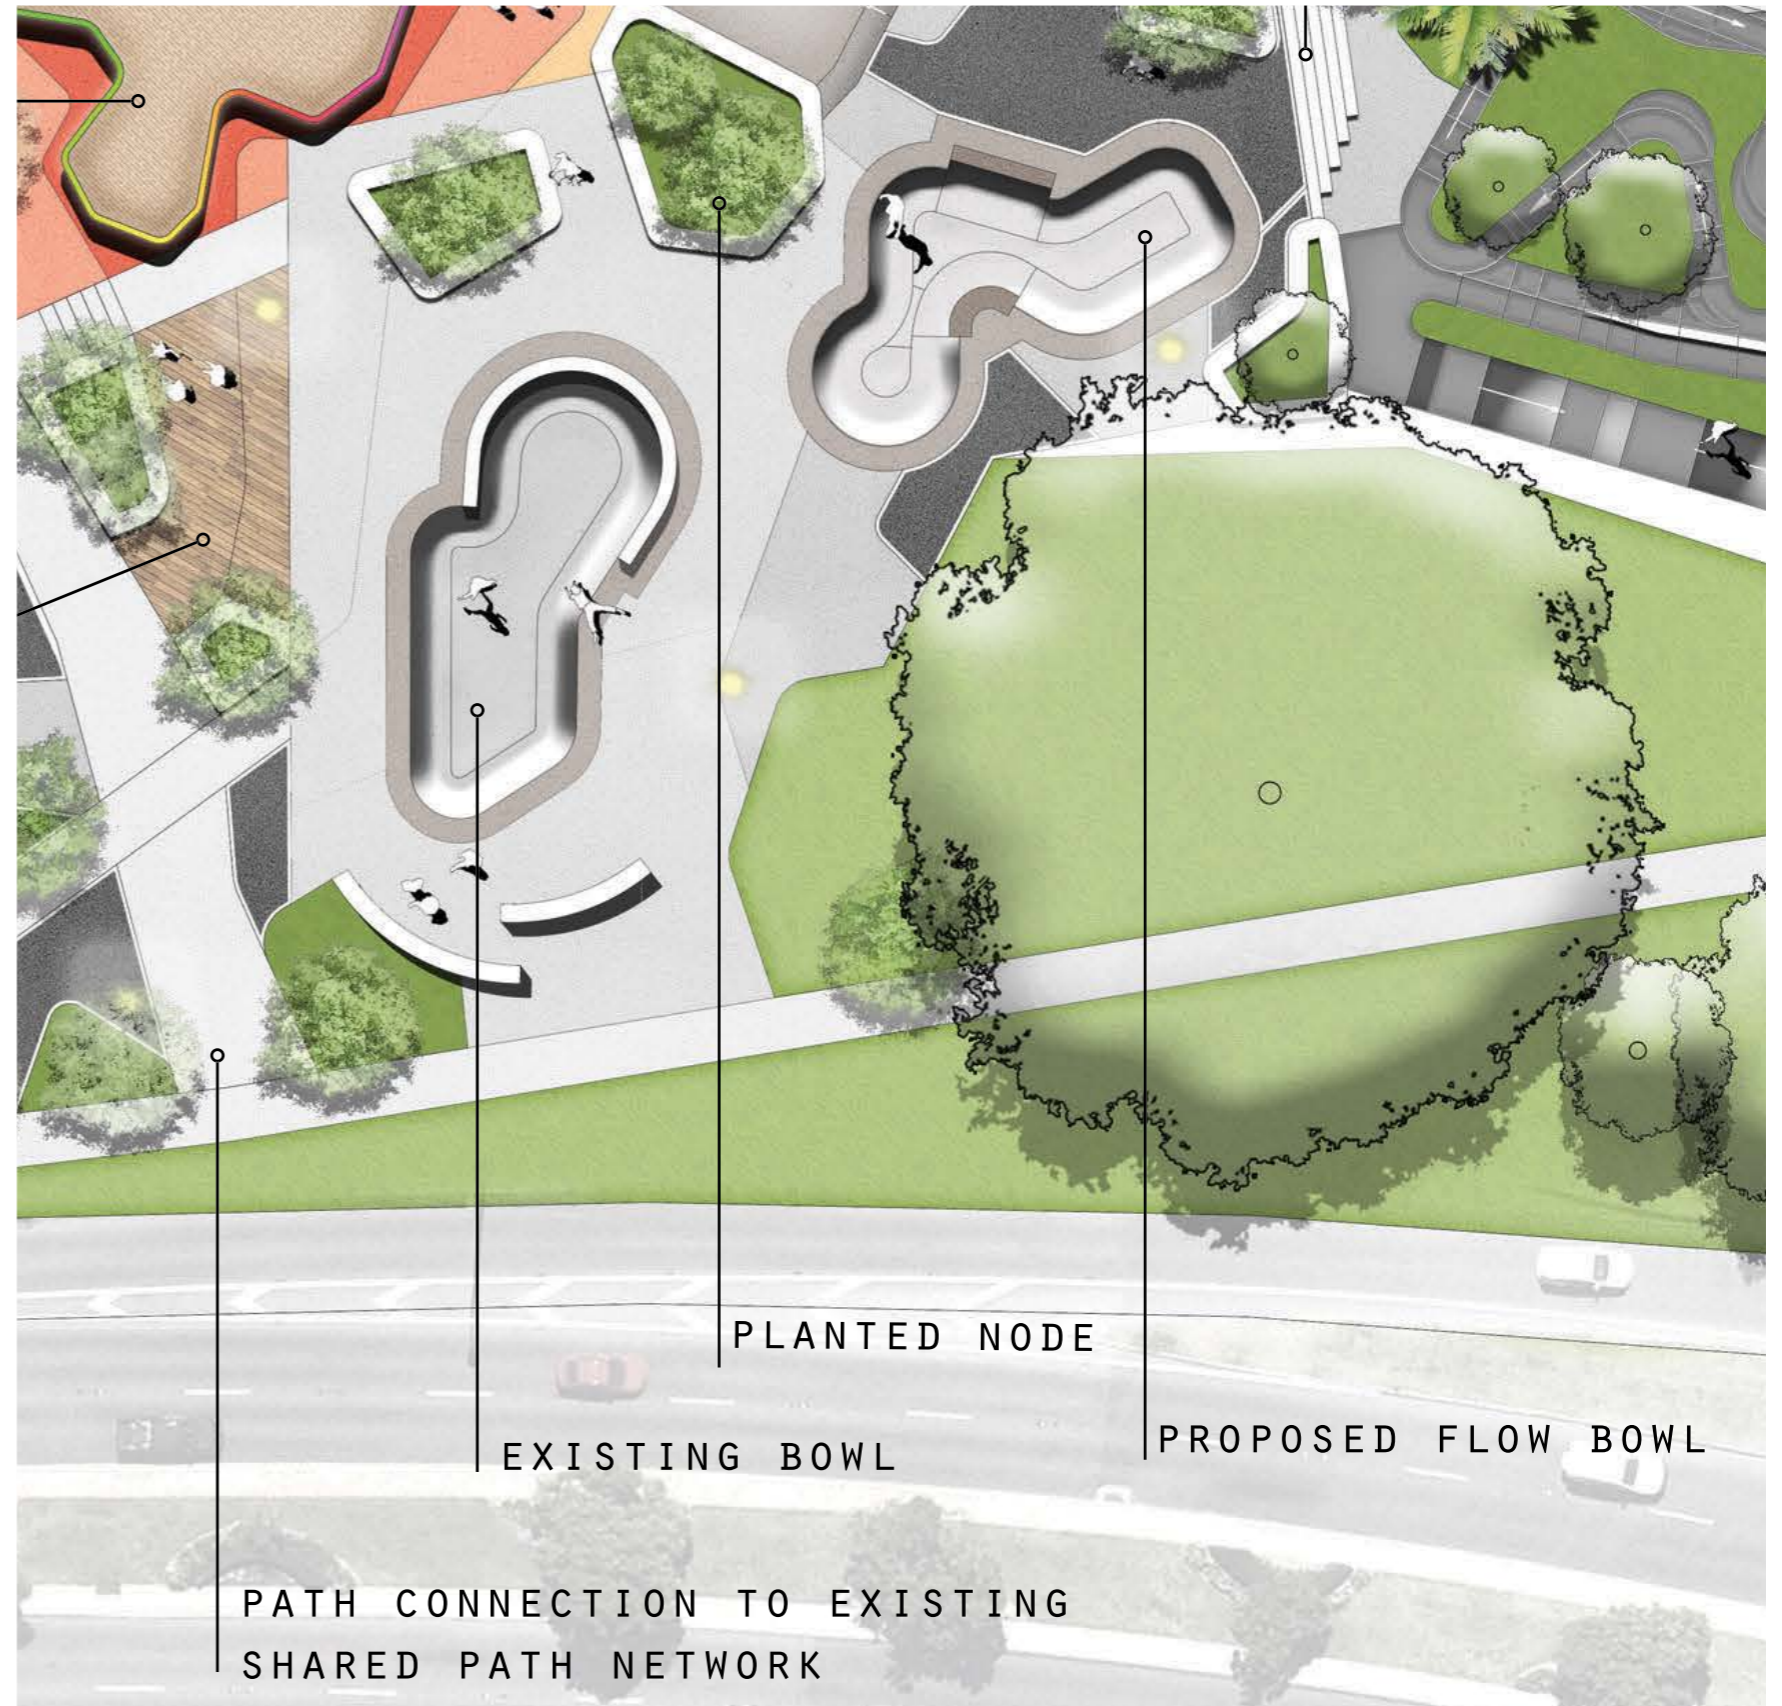 PLANTED NODE
PROPOSED FLOW BOWL
EXISTING BOWL
PATH CONNECTION TO EXISTING
SHARED PATH NETWORK